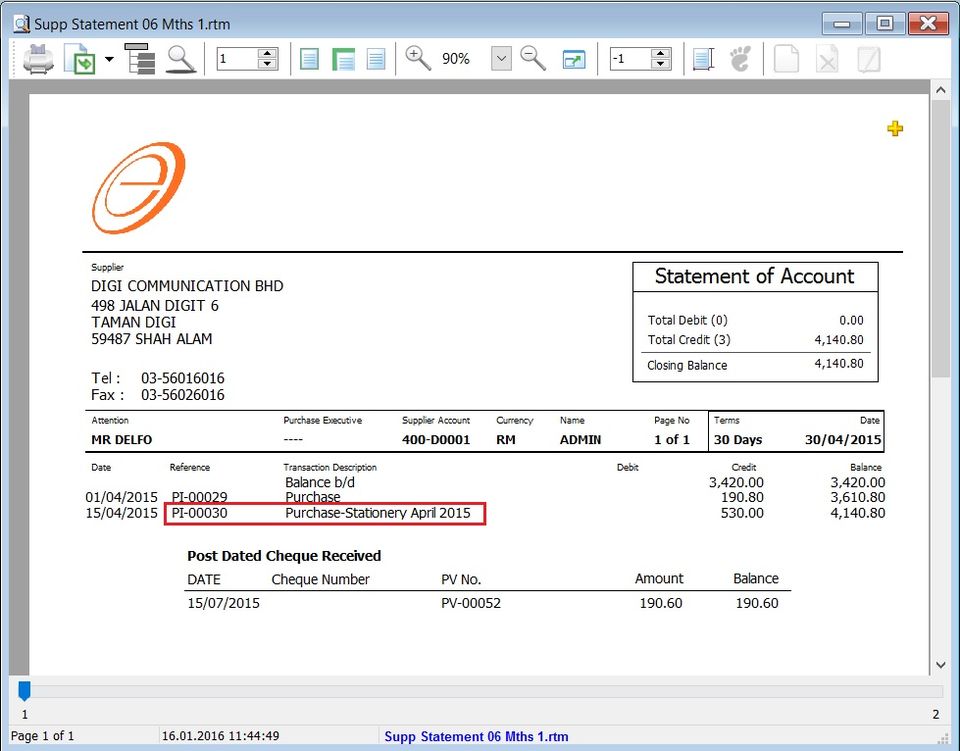 Supp Statement 06 Mths 1.rtm
1 90% -1
Supplier
DIGI COMMUNICATION BHD
498 JALAN DIGIT 6
TAMAN DIGI
59487 SHAH ALAM
Tel : 03-56016016
Fax : 03-56026016
Statement of Account
Total Debit (0) 0.00
Total Credit (3) 4,140.80
Closing Balance 4,140.80
Attention Purchase Executive Supplier Account Currency Name Page No Terms Date
MR DELFO ---- 400-D0001 RM ADMIN 1 of 1 30 Days 30/04/2015
Date Reference Transaction Description Debit Credit Balance
Balance b/d 3,420.00 3,420.00
01/04/2015 PI-00029 Purchase 190.80 3,610.80
15/04/2015 PI-00030 Purchase-Stationery April 2015 530.00 4,140.80
Post Dated Cheque Received
DATE Cheque Number PV No. Amount Balance
15/07/2015 PV-00052 190.60 190.60
1 2
Page 1 of 1 16.01.2016 11:44:49 Supp Statement 06 Mths 1.rtm